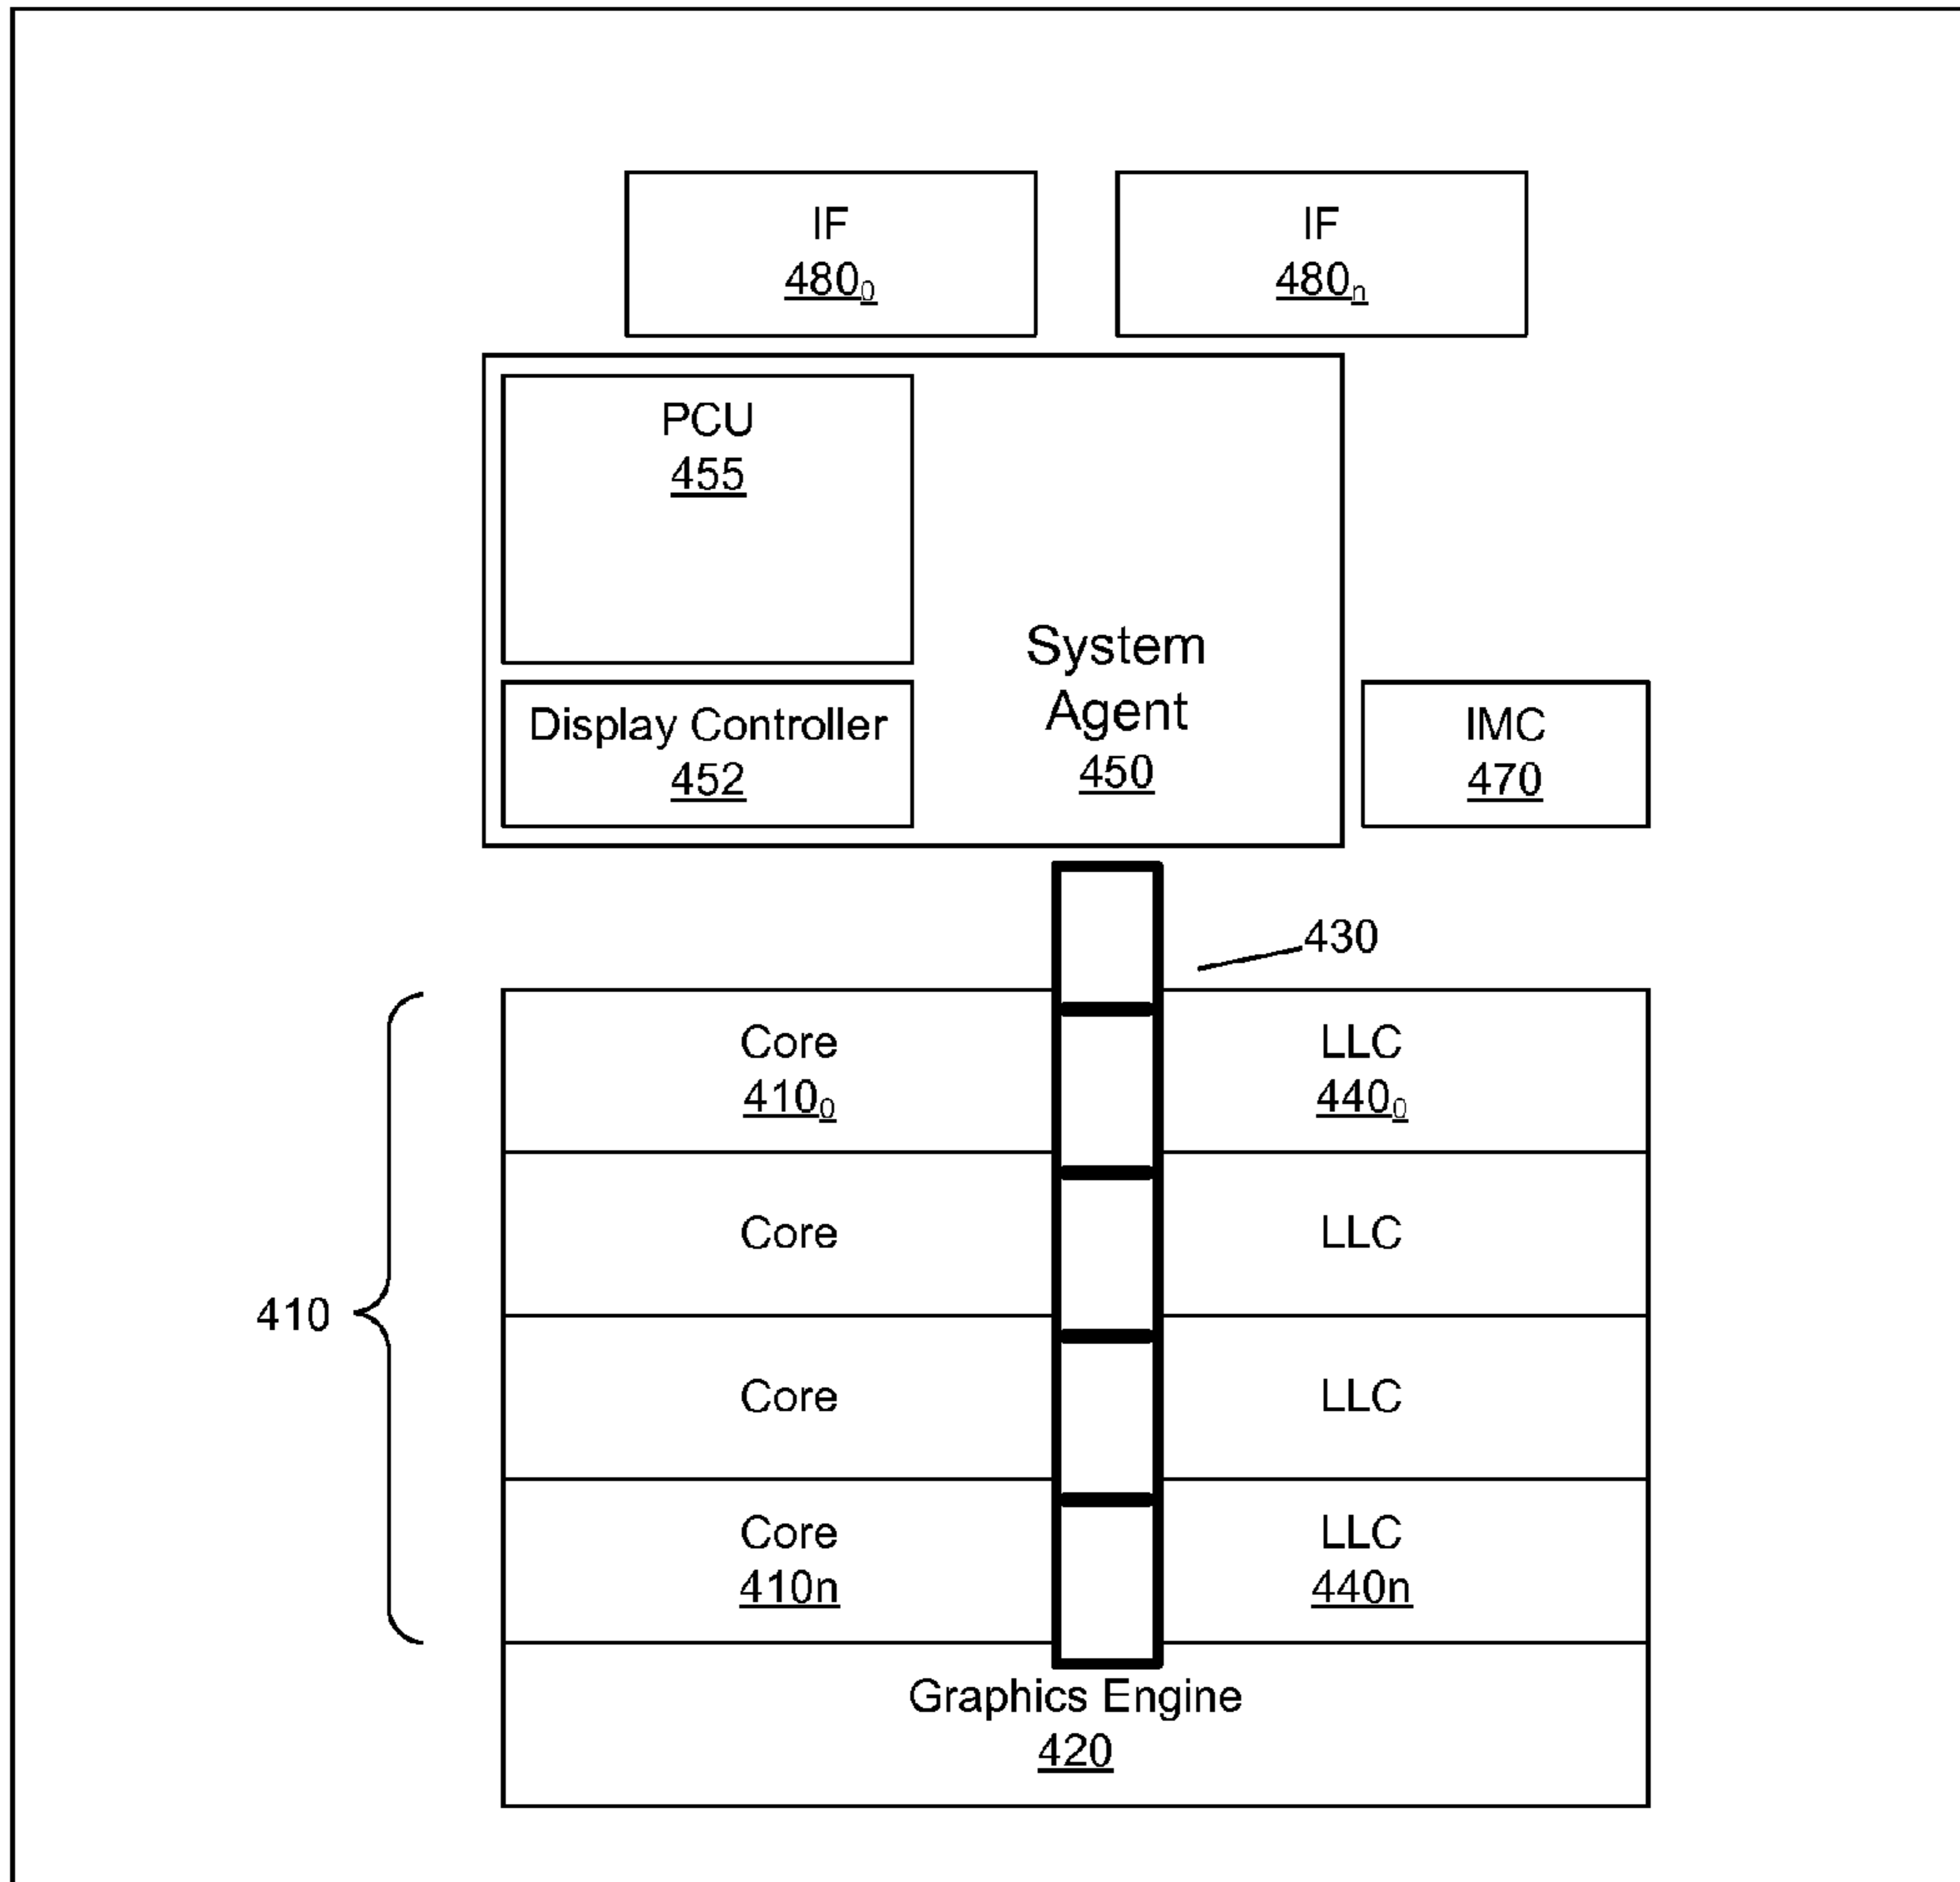 IF
480₀
IF
480ₙ
PCU
455
System
Agent
450
Display Controller
452
IMC
470
430
Core
410₀
LLC
440₀
Core
LLC
410
Core
LLC
Core
410n
LLC
440n
Graphics Engine
420